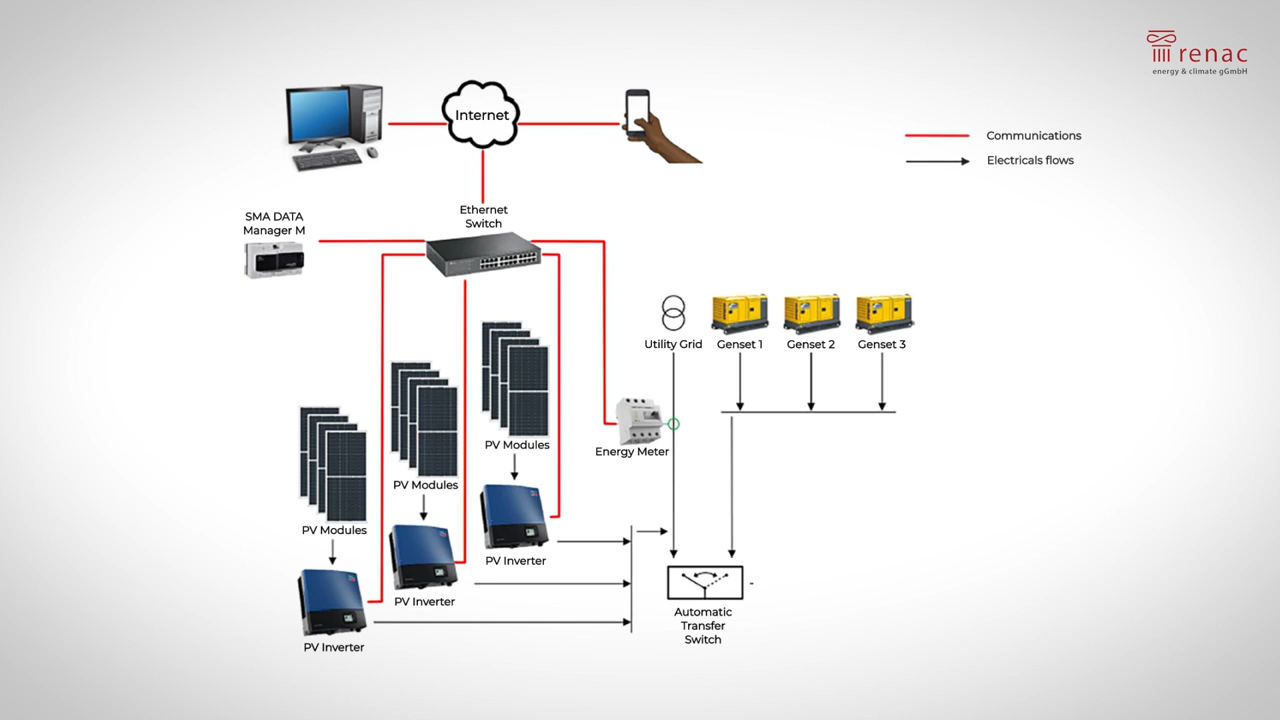 renac
energy & climate gGmbH
Internet
Communications
Electricals flows
Ethernet
Switch
SMA DATA
Manager M
Utility Grid
Genset 1
Genset 2
Genset 3
Energy Meter
PV Modules
PV Modules
PV Modules
PV Inverter
PV Inverter
PV Inverter
Automatic
Transfer
Switch